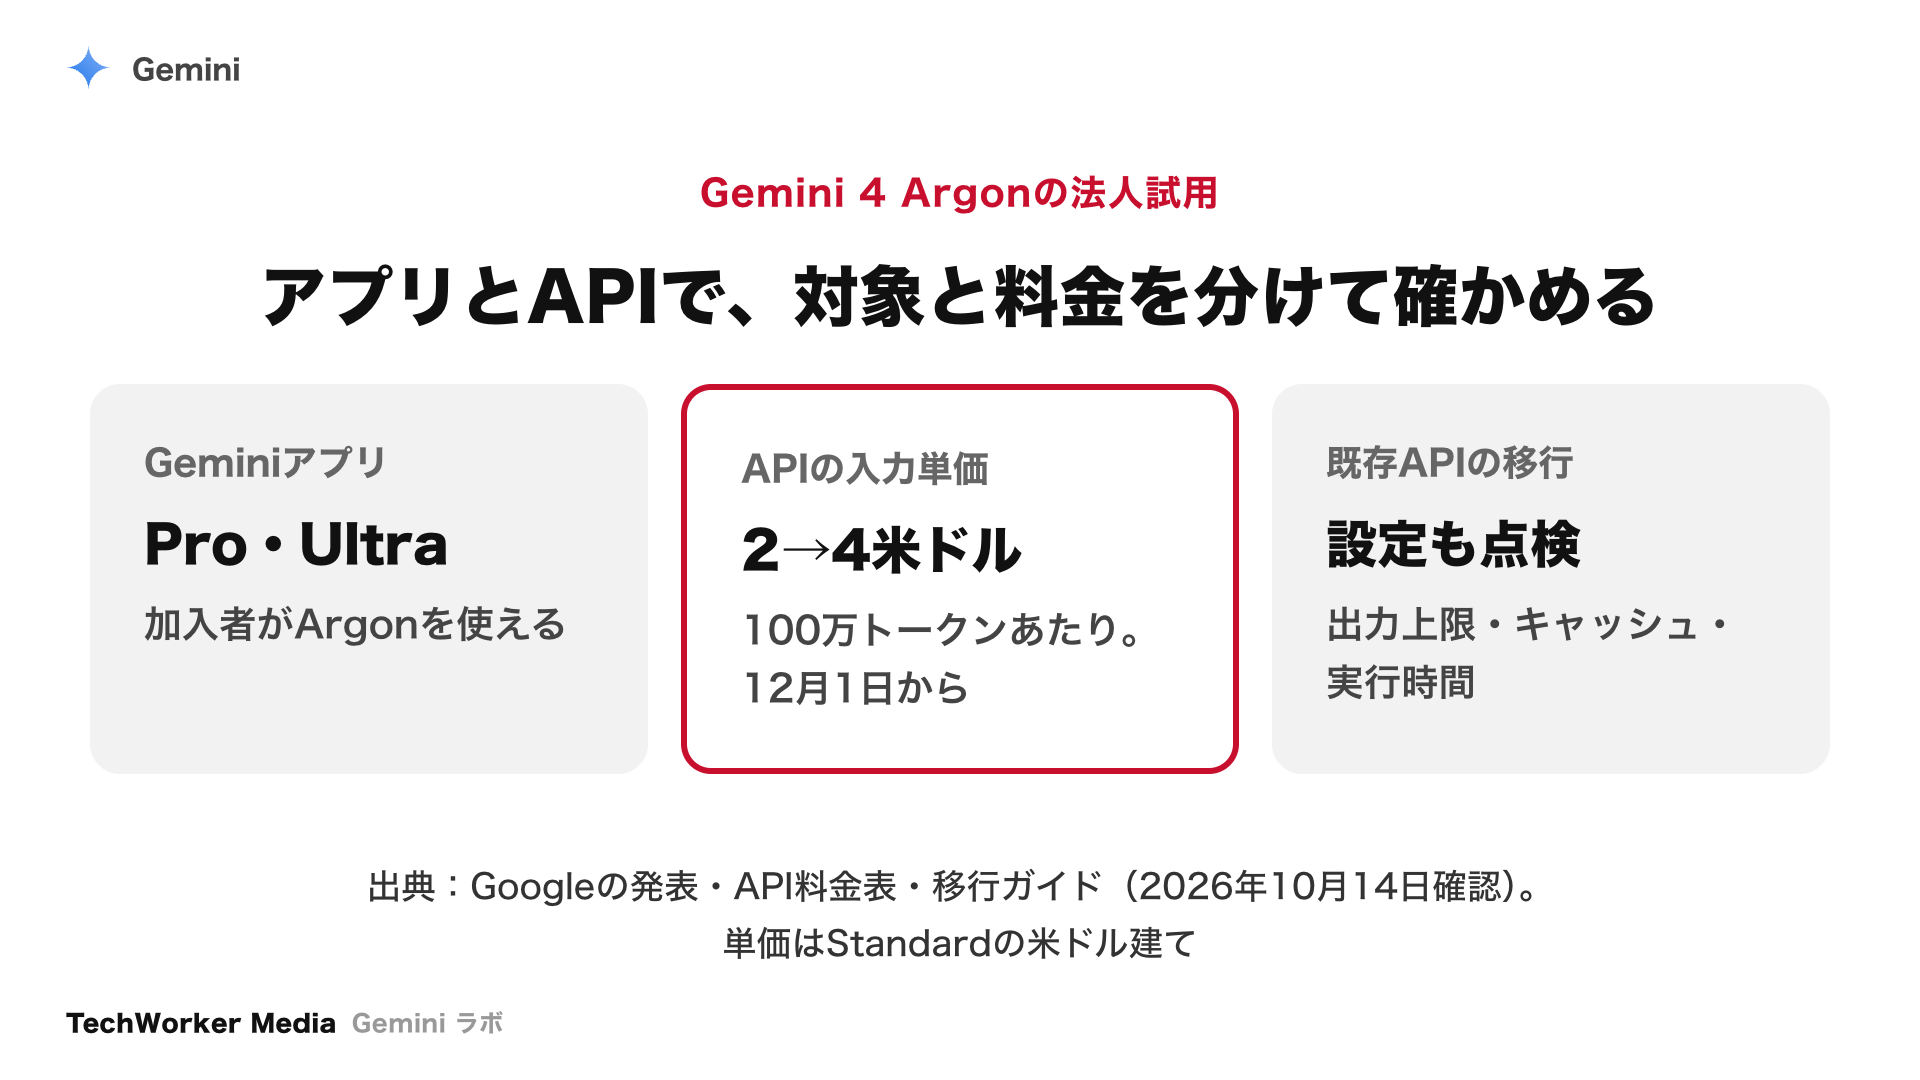 Gemini
Gemini 4 Argonの法人試用
アプリとAPIで、対象と料金を分けて確かめる
Geminiアプリ
Pro・Ultra
加入者がArgonを使える
APIの入力単価
2→4米ドル
100万トークンあたり。
12月1日から
既存APIの移行
設定も点検
出力上限・キャッシュ・
実行時間
出典：Googleの発表・API料金表・移行ガイド（2026年10月14日確認）。
単価はStandardの米ドル建て
TechWorker Media Gemini ラボ